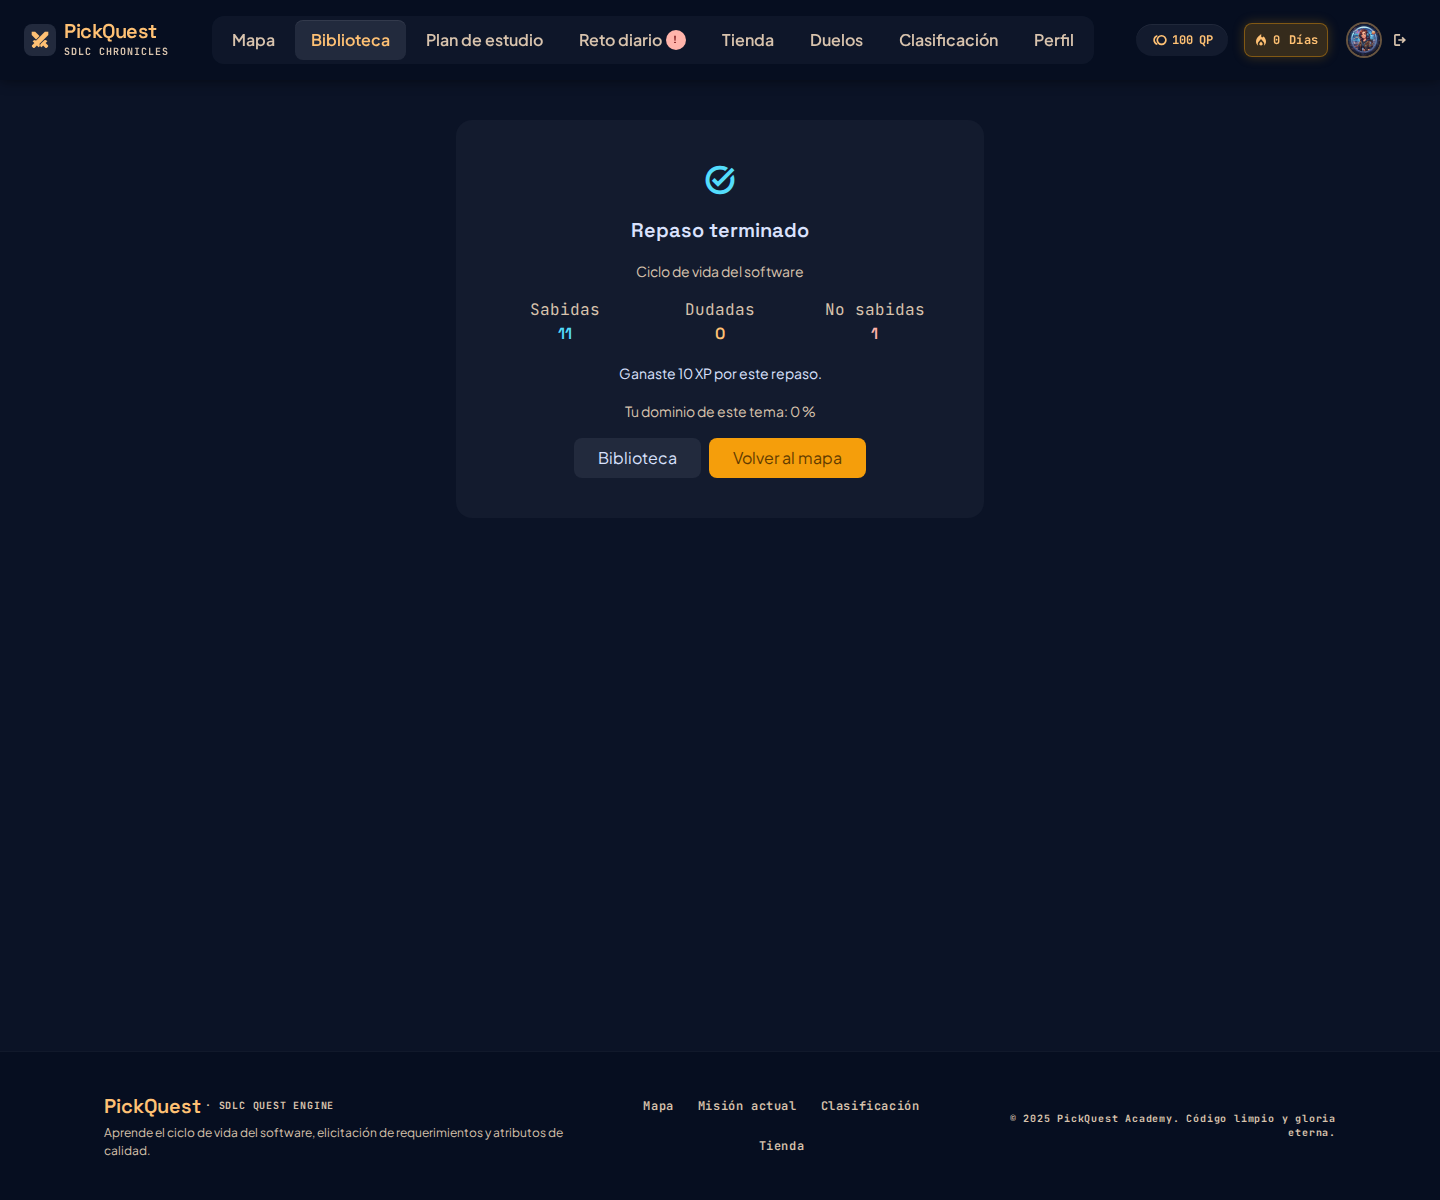 PickQuest
SDLC CHRONICLES
Mapa
Biblioteca
Plan de estudio
Reto diario !
Tienda
Duelos
Clasificación
Perfil
100 QP
0 Días
Repaso terminado
Ciclo de vida del software
Sabidas
11
Dudadas
0
No sabidas
1
Ganaste 10 XP por este repaso.
Tu dominio de este tema: 0 %
Biblioteca
Volver al mapa
PickQuest · SDLC QUEST ENGINE
Aprende el ciclo de vida del software, elicitación de requerimientos y atributos de
calidad.
Mapa
Misión actual
Clasificación
Tienda
© 2025 PickQuest Academy. Código limpio y gloria
eterna.